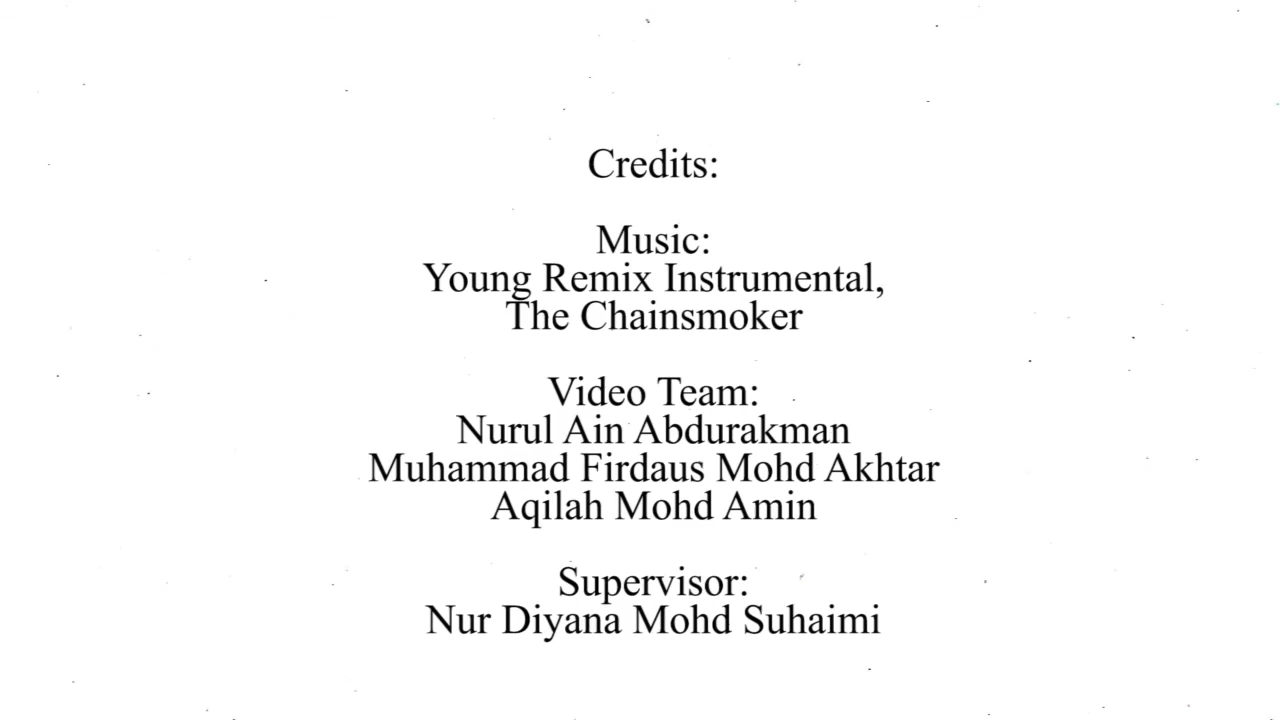 Credits:
Music:
Young Remix Instrumental,
The Chainsmoker
Video Team:
Nurul Ain Abdurakman
Muhammad Firdaus Mohd Akhtar
Aqilah Mohd Amin
Supervisor:
Nur Diyana Mohd Suhaimi